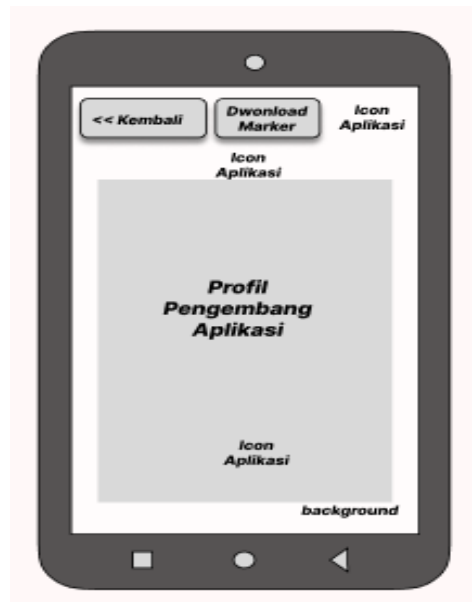 << Kembali
Dwonload
Marker
Icon
Aplikasi
Icon
Aplikasi
Profil
Pengembang
Aplikasi
Icon
Aplikasi
background